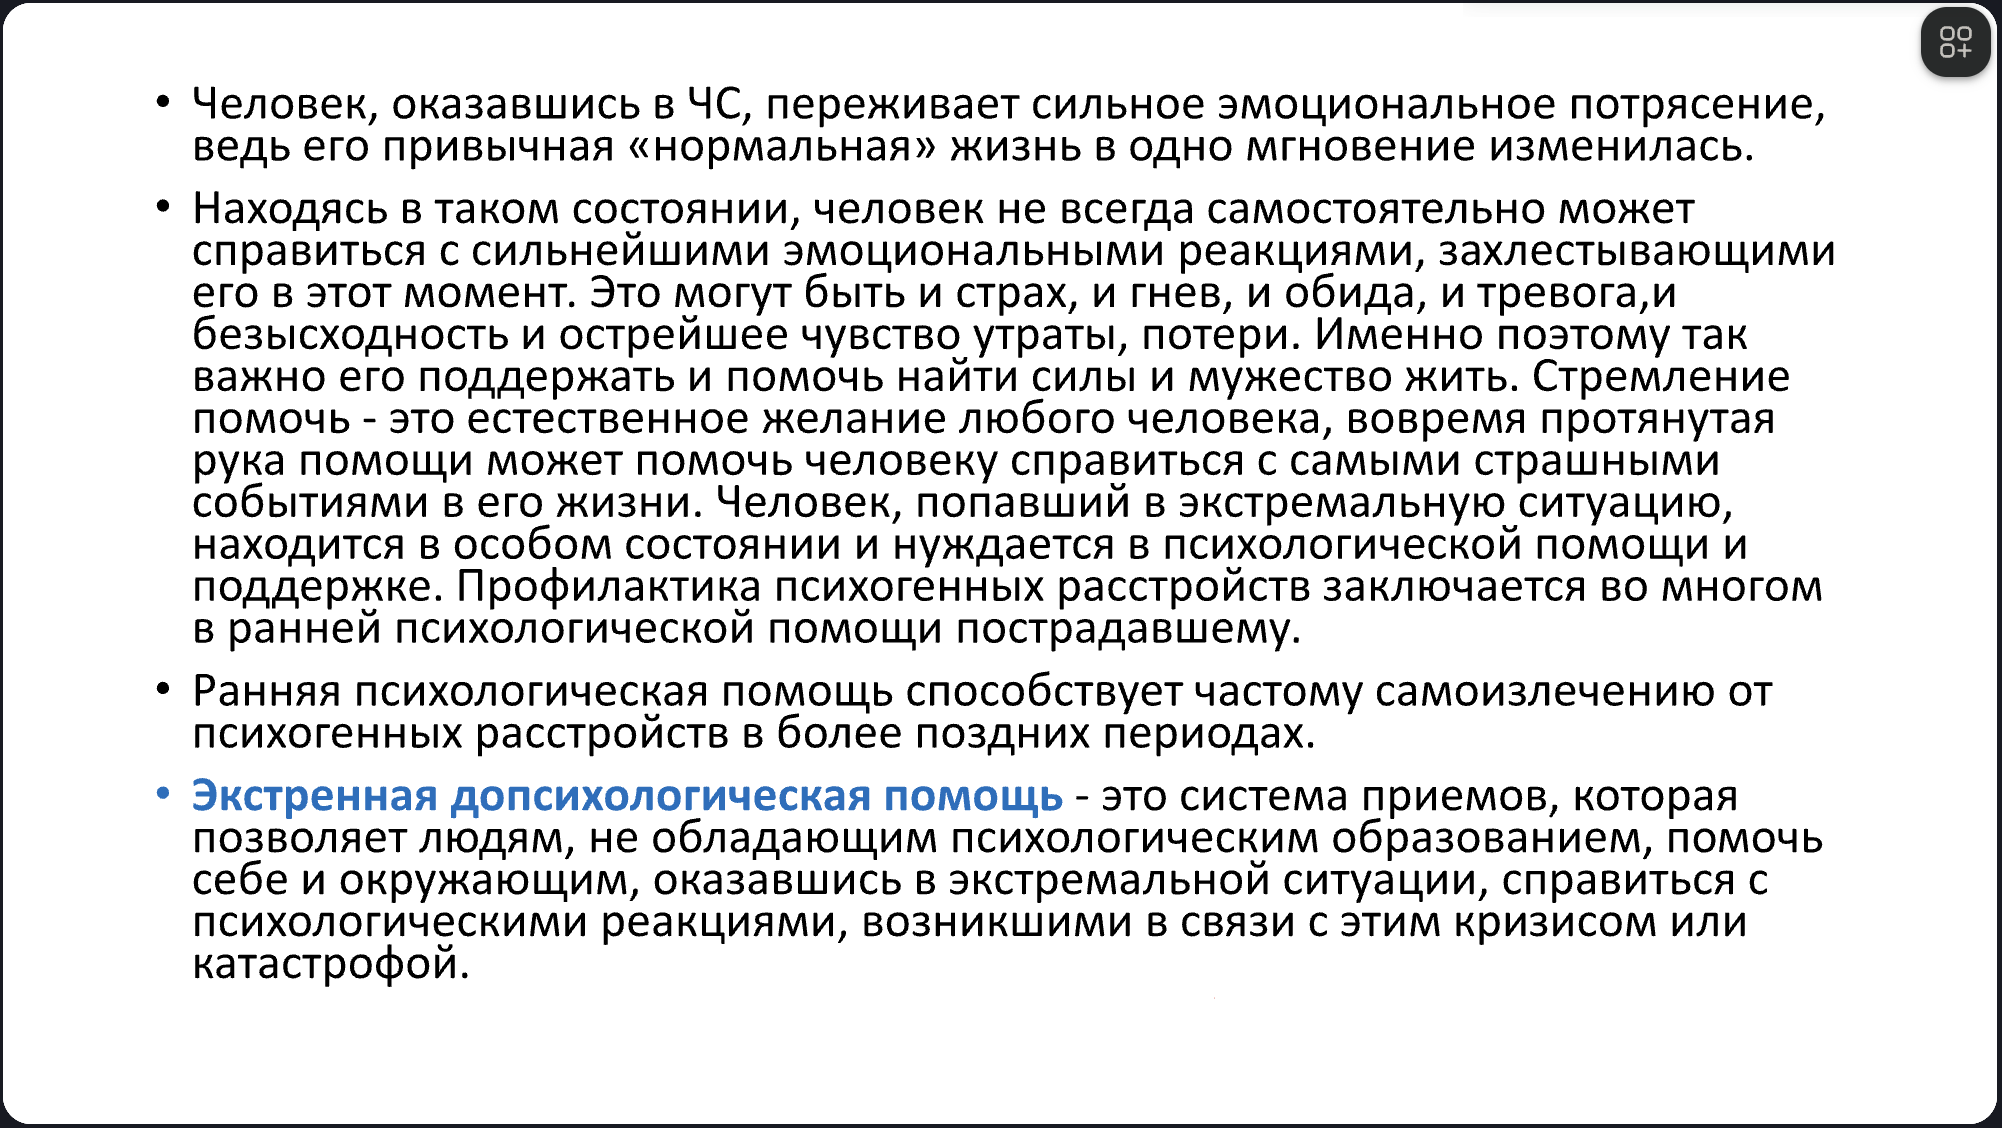 • Человек, оказавшись в ЧС, переживает сильное эмоциональное потрясение,
ведь его привычная «нормальная» жизнь в одно мгновение изменилась.
• Находясь в таком состоянии, человек не всегда самостоятельно может
справиться с сильнейшими эмоциональными реакциями, захлестывающими
его в этот момент. Это могут быть и страх, и гнев, и обида, и тревога,и
безысходность и острейшее чувство утраты, потери. Именно поэтому так
важно его поддержать и помочь найти силы и мужество жить. Стремление
помочь - это естественное желание любого человека, вовремя протянутая
рука помощи может помочь человеку справиться с самыми страшными
событиями в его жизни. Человек, попавший в экстремальную ситуацию,
находится в особом состоянии и нуждается в психологической помощи и
поддержке. Профилактика психогенных расстройств заключается во многом
в ранней психологической помощи пострадавшему.
• Ранняя психологическая помощь способствует частому самоизлечению от
психогенных расстройств в более поздних периодах.
• Экстренная допсихологическая помощь - это система приемов, которая
позволяет людям, не обладающим психологическим образованием, помочь
себе и окружающим, оказавшись в экстремальной ситуации, справиться с
психологическими реакциями, возникшими в связи с этим кризисом или
катастрофой.